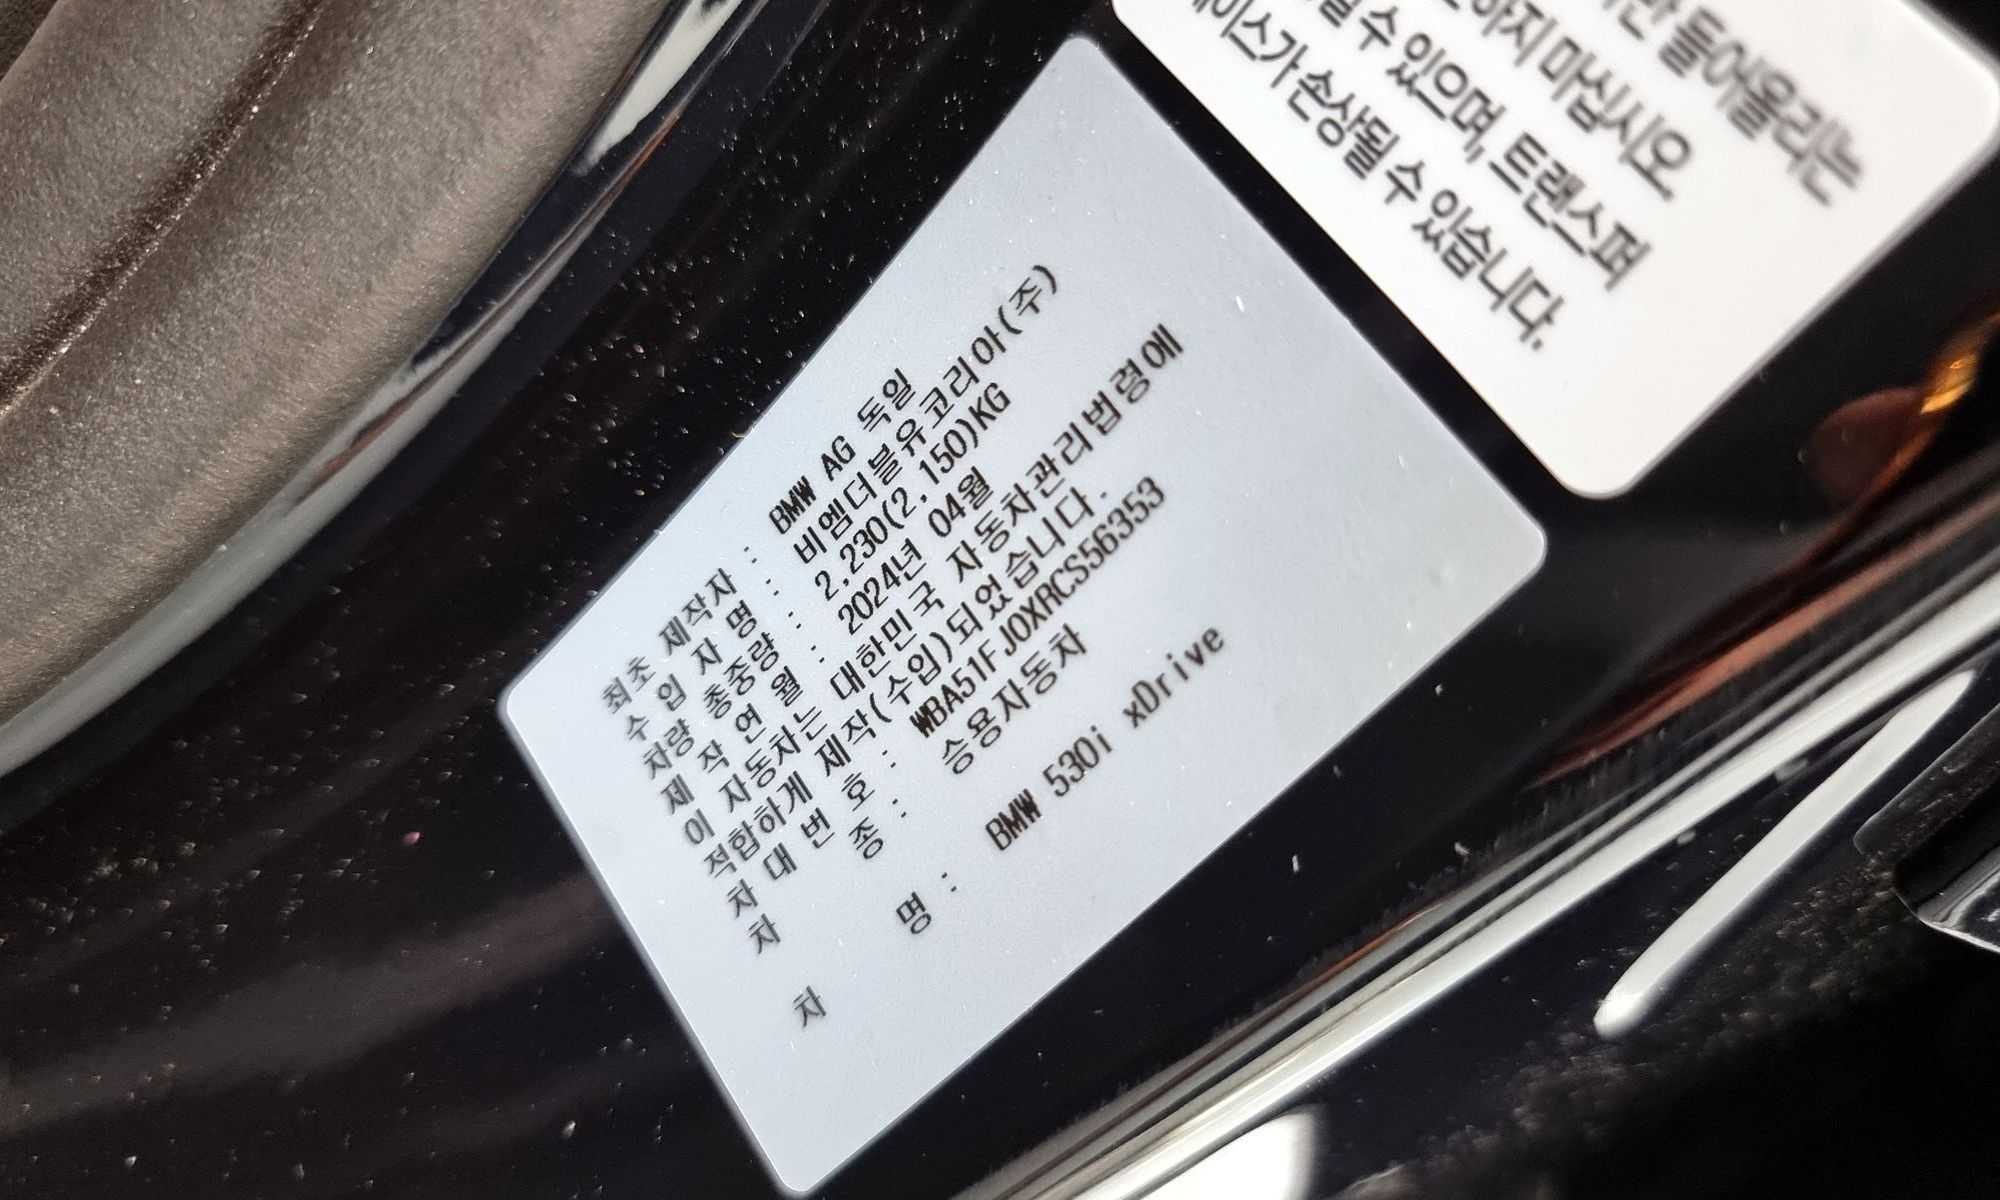 최초 제작자 : BMW AG 독일
수 입 자 명 : 비엠더블유코리아(주)
차량 총중량 : 2,230(2,150)KG
제 작 연 월 : 2024년 04월
이 자동차는 대한민국 자동차관리법령에
적합하게 제작(수입)되었습니다.
차 대 번 호 : WBA51FJ0XRCS56353
차 종 : 승용자동차
차 명 : BMW 530i xDrive
들어올리는
하지 마십시오
수 있으며, 트랜스퍼
케이스가 손상될 수 있습니다.